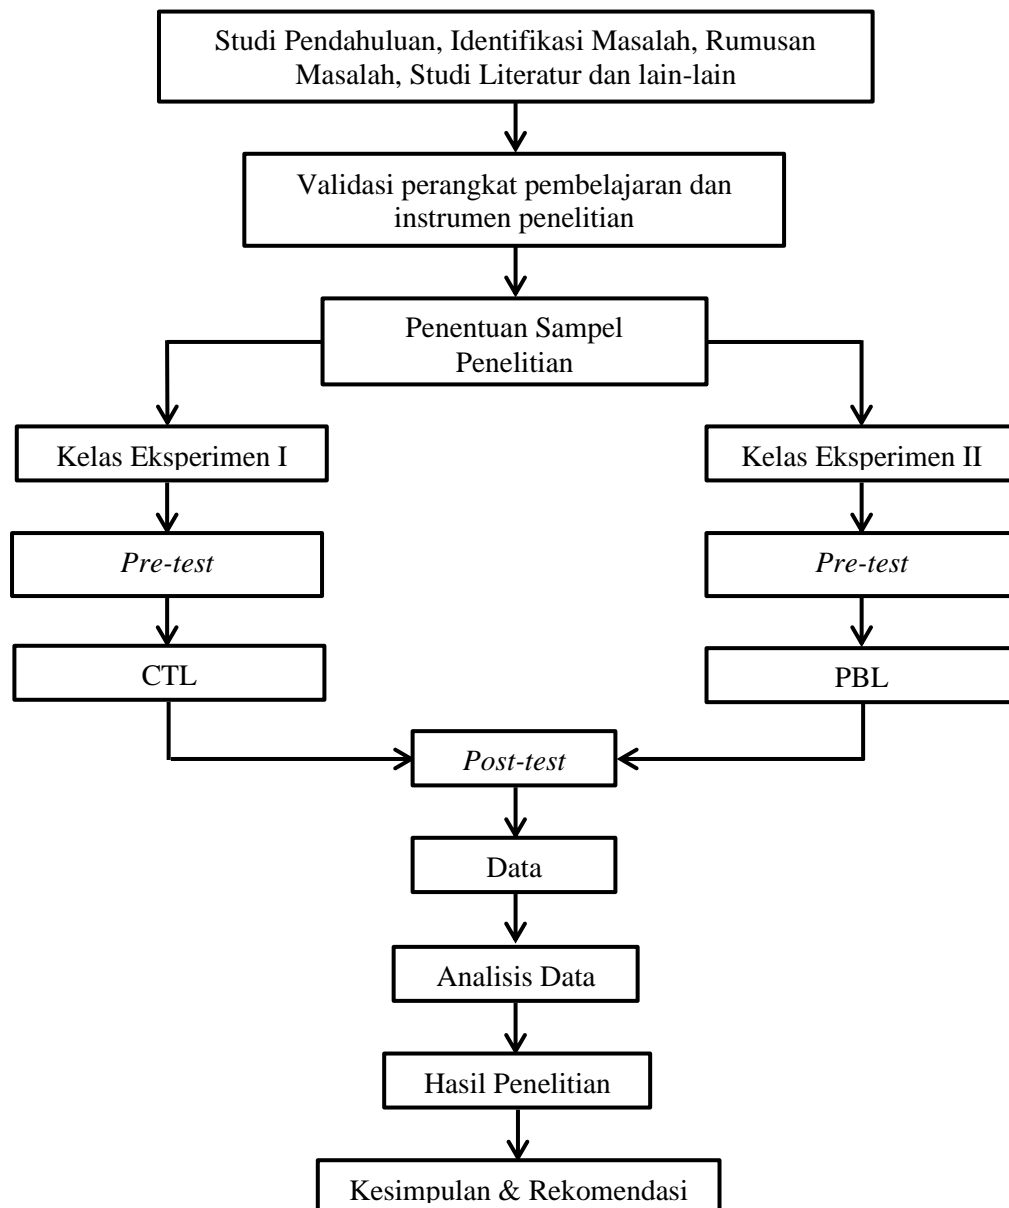 Studi Pendahuluan, Identifikasi Masalah, Rumusan
Masalah, Studi Literatur dan lain-lain
Validasi perangkat pembelajaran dan
instrumen penelitian
Penentuan Sampel
Penelitian
Kelas Eksperimen I
Kelas Eksperimen II
Pre-test
Pre-test
CTL
PBL
Post-test
Data
Analisis Data
Hasil Penelitian
Kesimpulan & Rekomendasi